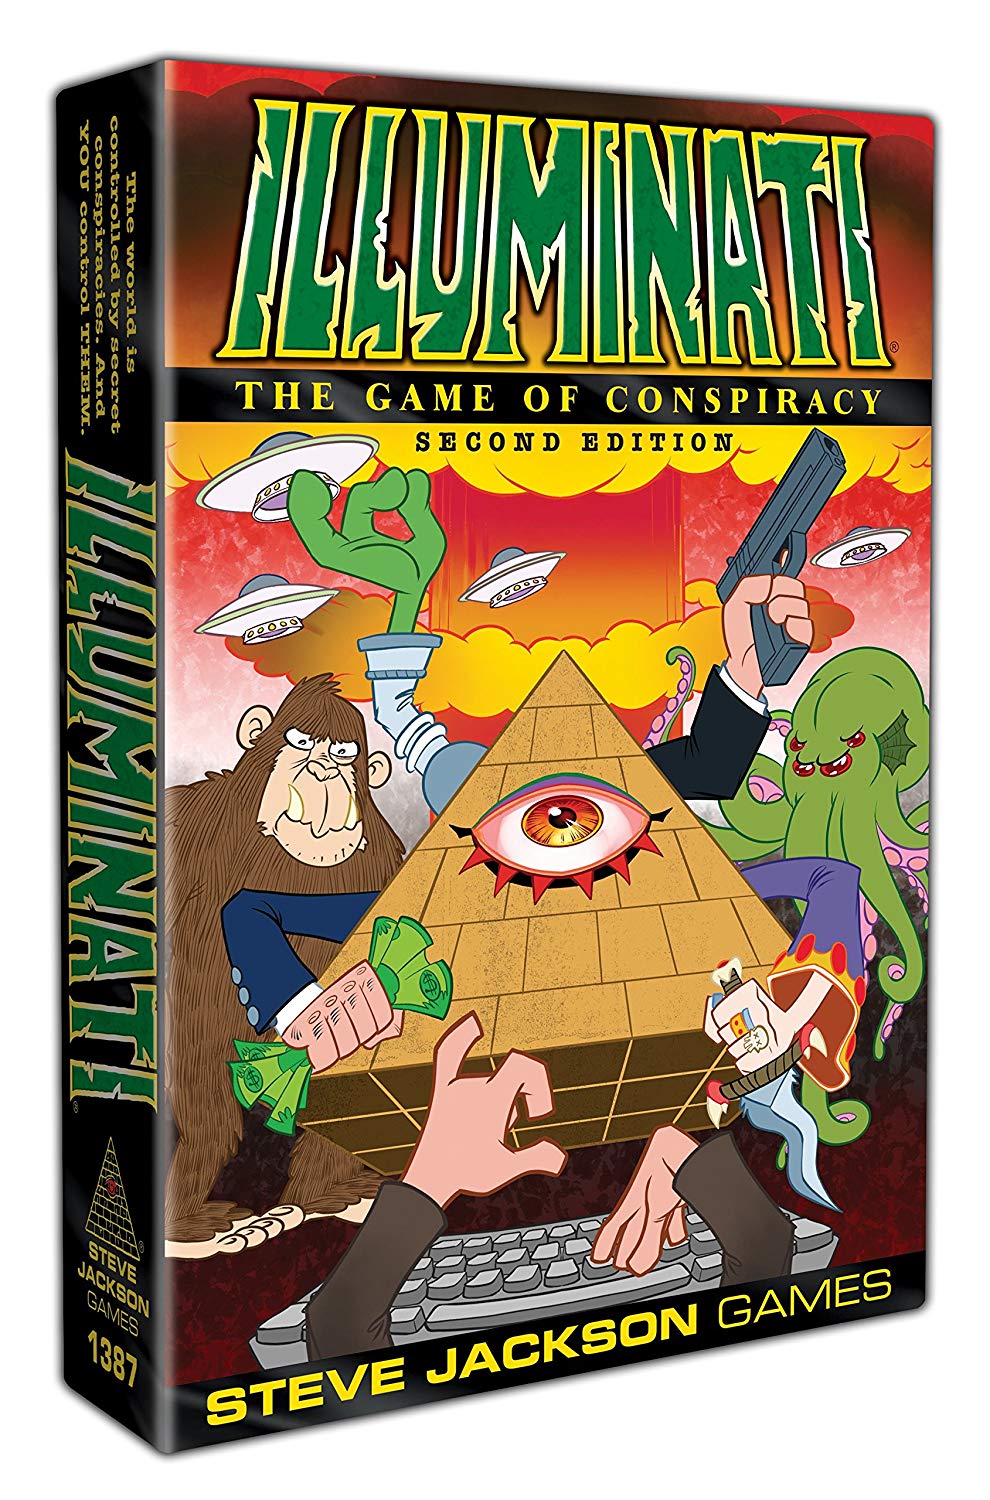 ILLUMINATI®
THE GAME OF CONSPIRACY
SECOND EDITION
STEVE JACKSON GAMES
The world is
controlled by secret
conspiracies. And
YOU control THEM.
ILLUMINATI®
®
STEVE
JACKSON
GAMES
1387